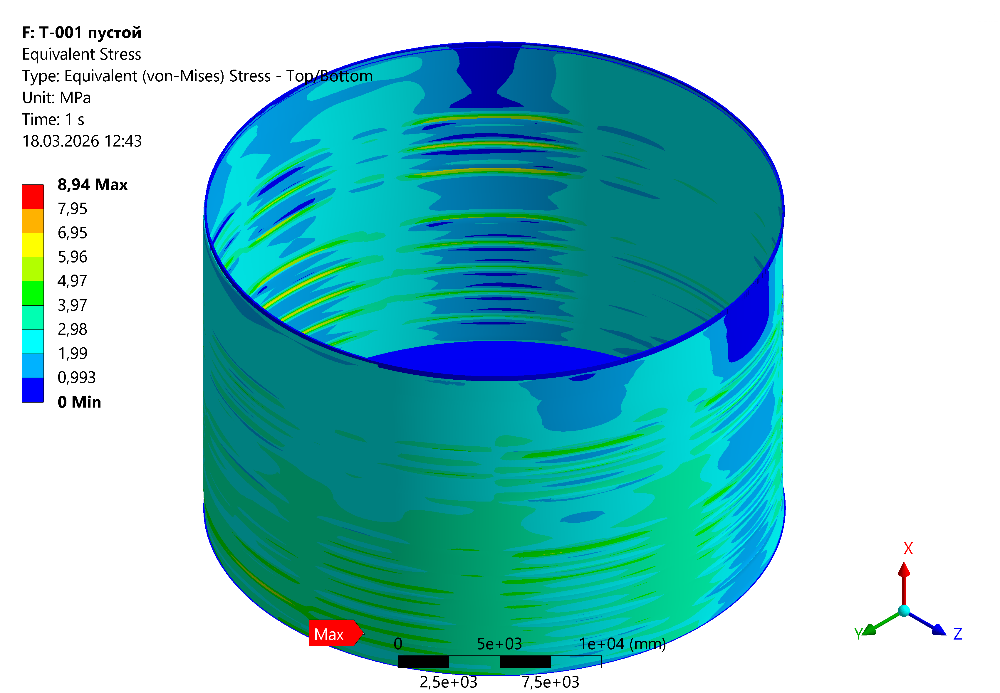 F: T-001 пустой
Equivalent Stress
Type: Equivalent (von-Mises) Stress - Top/Bottom
Unit: MPa
Time: 1 s
18.03.2026 12:43
8,94 Max
7,95
6,95
5,96
4,97
3,97
2,98
1,99
0,993
0 Min
Max
0 5e+03 1e+04 (mm)
2,5e+03 7,5e+03
X
Y
Z